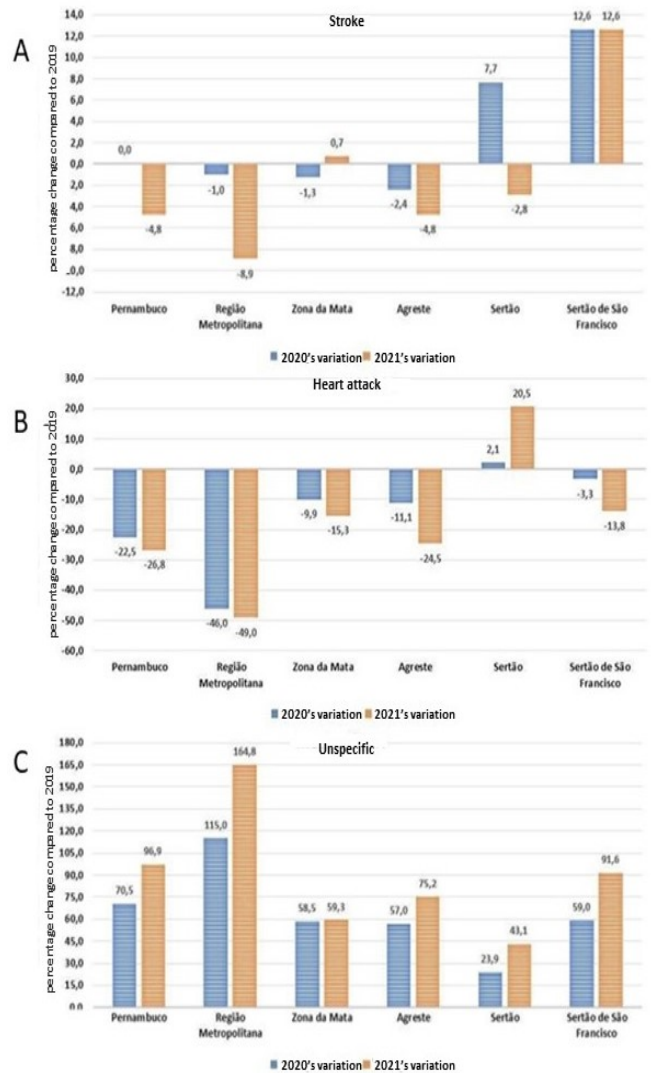 Stroke
A
percentage change compared to 2019
14,0
12,0
10,0
8,0
6,0
4,0
2,0
0,0
2,0
4,0
6,0
8,0
.0,0
-12,0
0,0
-4,8
-1,0
-8,9
-1,3
0,7
-2,4
-4,8
7,7
-2,8
12,6
12,6
Pernambuco
Região
Metropolitana
Zona da Mata
Agreste
Sertão
Sertão de São
Francisco
2020's variation
2021's variation
Heart attack
B
percentage change compared to 2019
30,0
20,0
10,0
0,0
-10,0
-20,0
-30,0
-40,0
-50,0
-60,0
-22,5
-26,8
-46,0
-49,0
-9,9
-15,3
-11,1
-24,5
2,1
20,5
-3,3
-13,8
Pernambuco
Região
Metropolitana
Zona da Mata
Agreste
Sertão
Sertão de São
Francisco
2020's variation
2021's variation
Unspecific
C
percentage change compared to 2019
180,0
165,0
150,0
135,0
120,0
105,0
90,0
75,0
60,0
45,0
30,0
15,0
0,0
70,5
96,9
115,0
164,8
58,5
59,3
57,0
75,2
23,9
43,1
59,0
91,6
Pernambuco
Região
Metropolitana
Zona da Mata
Agreste
Sertão
Sertão de São
Francisco
2020's variation
2021's variation